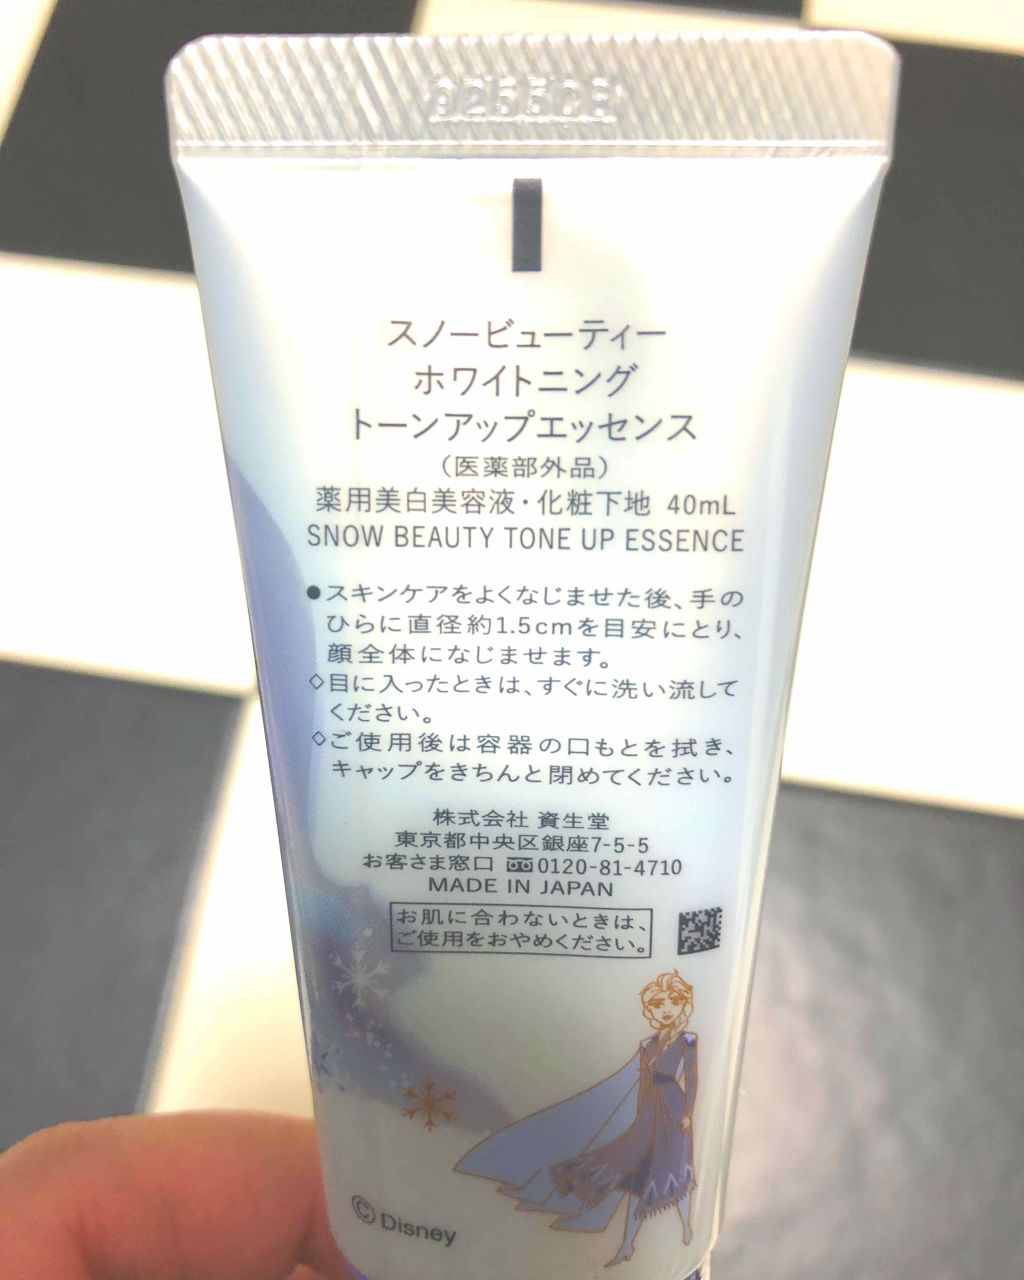 スノービューティー
ホワイトニング
トーンアップエッセンス
（医薬部外品）
薬用美白美容液・化粧下地 40mL
SNOW BEAUTY TONE UP ESSENCE
●スキンケアをよくなじませた後、手の
ひらに直径約1.5cmを目安にとり、
顔全体になじませます。
◇目に入ったときは、すぐに洗い流して
ください。
◇ご使用後は容器の口もとを拭き、
キャップをきちんと閉めてください。
株式会社 資生堂
東京都中央区銀座7-5-5
お客さま窓口 0120-81-4710
MADE IN JAPAN
お肌に合わないときは、
ご使用をおやめください。
©Disney